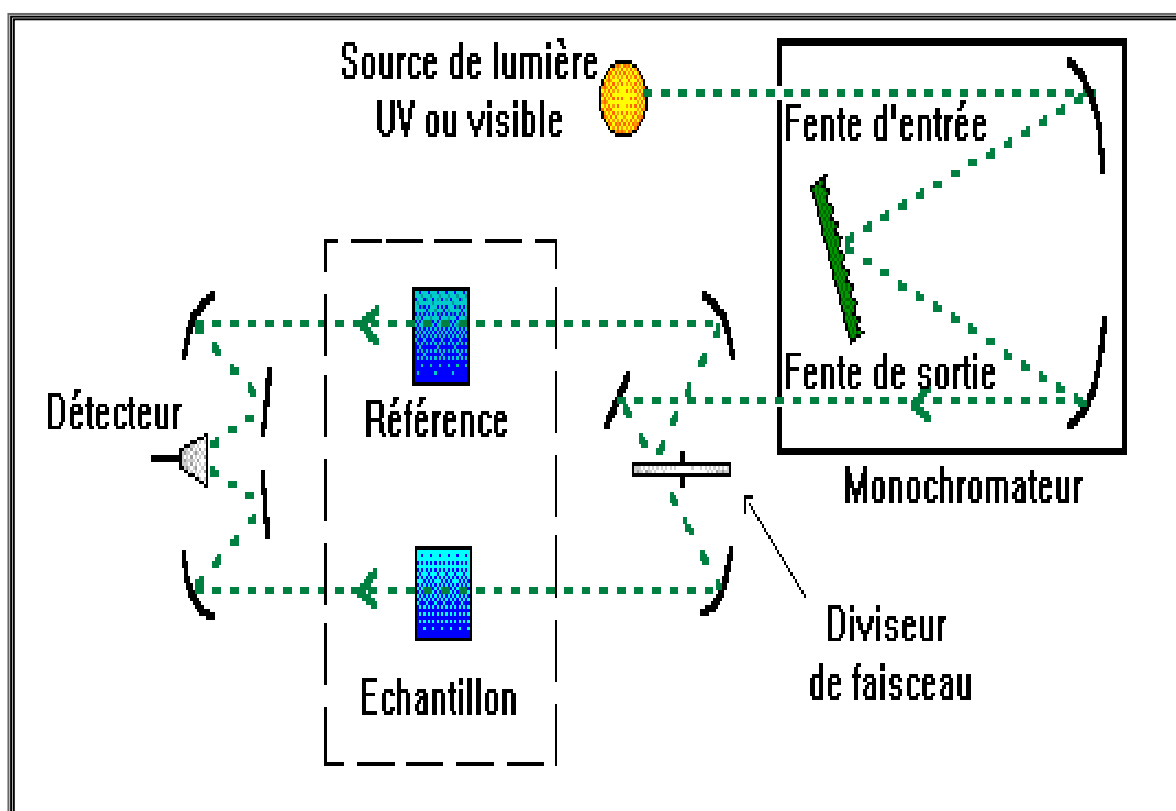 Source de lumière
UV ou visible
Fente d'entrée
Fente de sortie
Monochromateur
Détecteur
Référence
Echantillon
Diviseur
de faisceau